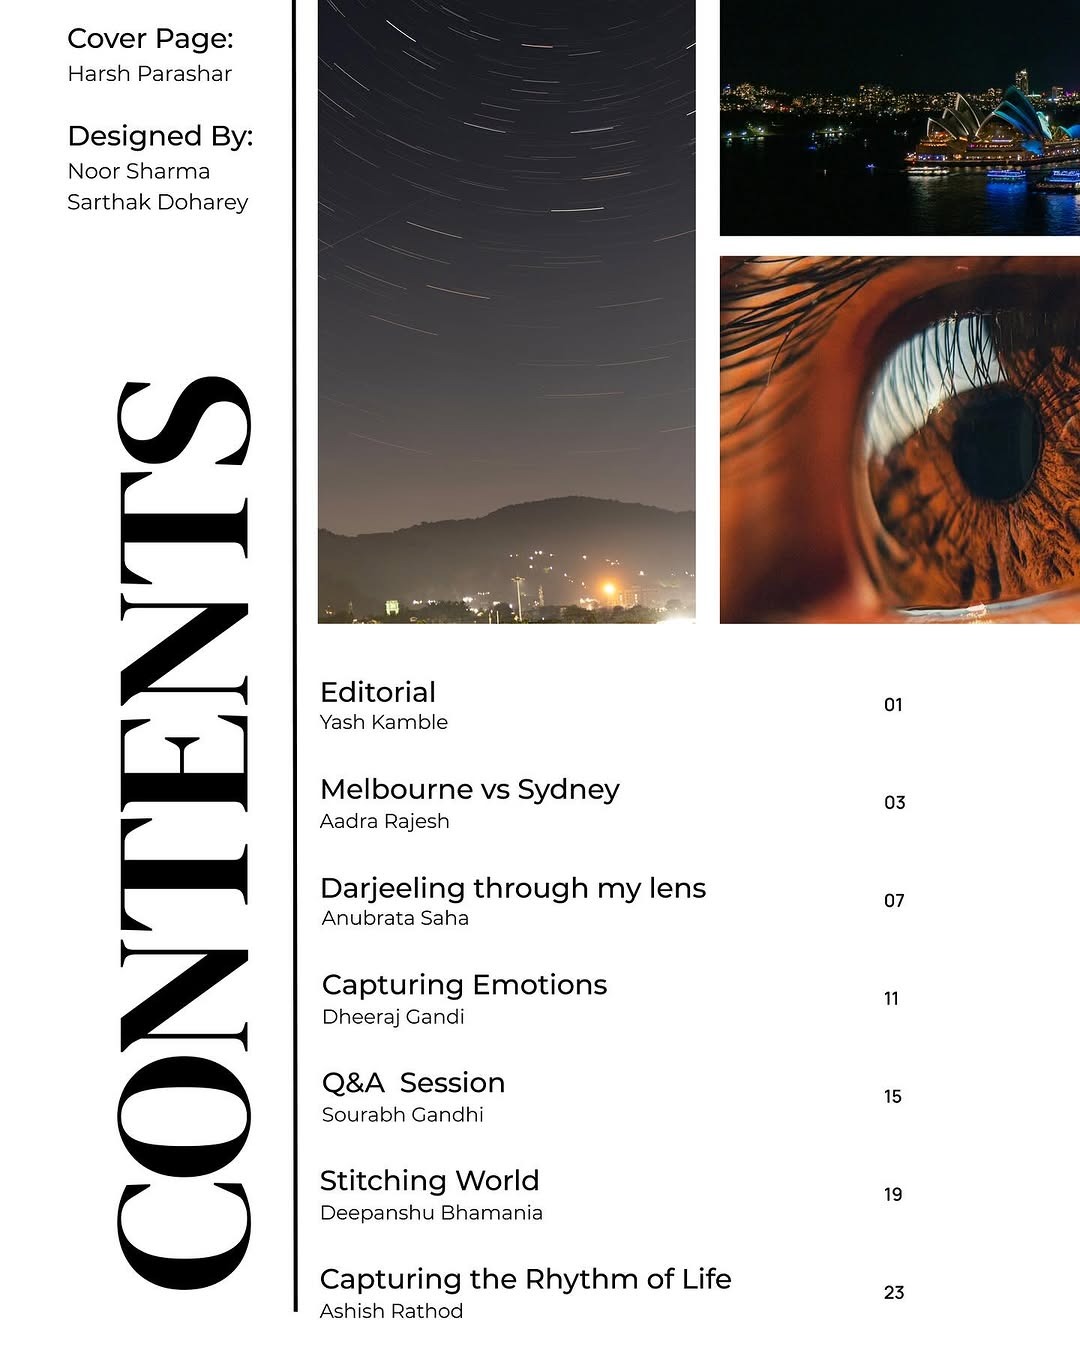 Cover Page:
Harsh Parashar
Designed By:
Noor Sharma
Sarthak Doharey
CONTENTS
Editorial
Yash Kamble
01
Melbourne vs Sydney
Aadra Rajesh
03
Darjeeling through my lens
Anubrata Saha
07
Capturing Emotions
Dheeraj Gandi
11
Q&A  Session
Sourabh Gandhi
15
Stitching World
Deepanshu Bhamania
19
Capturing the Rhythm of Life
Ashish Rathod
23